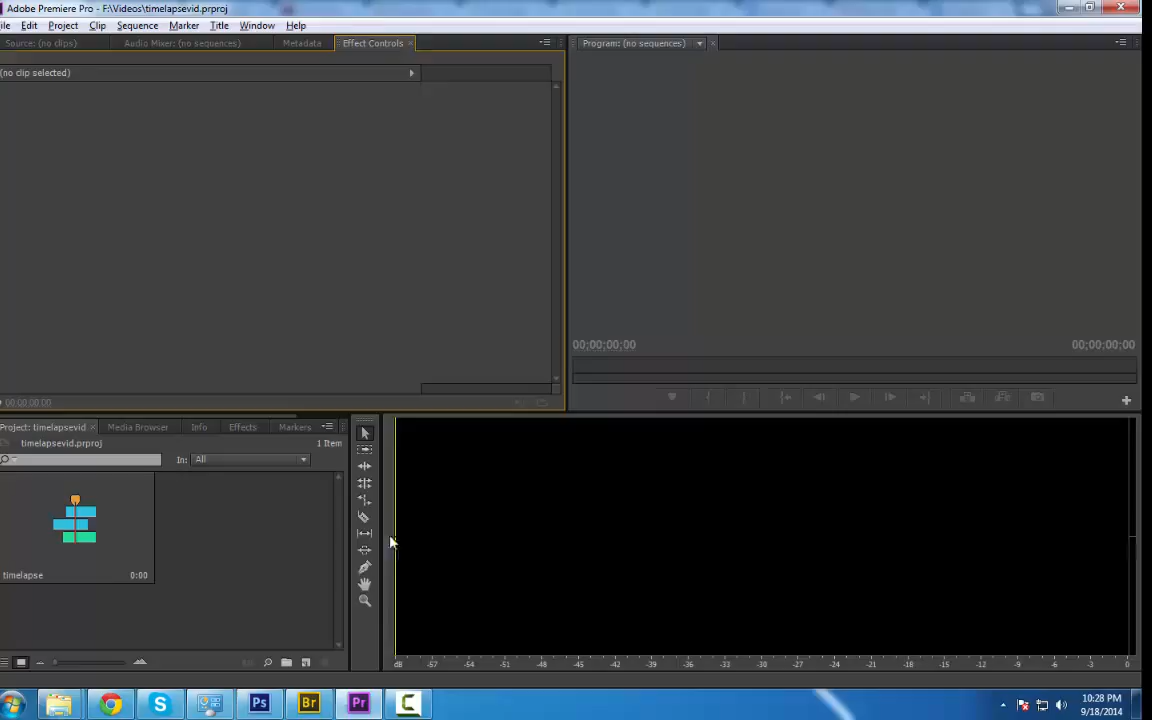 Adobe Premiere Pro - F:\Videos\timelapsevid.prproj
ile Edit Project Clip Sequence Marker Title Window Help
Source: (no clips) Audio Mixer: (no sequences) Metadata Effect Controls Program: (no sequences)
(no clip selected)
00;00;00;00 00;00;00;00
00;00;00;00
Project: timelapsevid Media Browser Info Effects Markers
timelapsevid.prproj 1 Item
In: All
timelapse 0:00
dB -57 -54 -51 -48 -45 -42 -39 -36 -33 -30 -27 -24 -21 -18 -15 -12 -9 -6 -3 0
Ps Br Pr
10:28 PM
9/18/2014